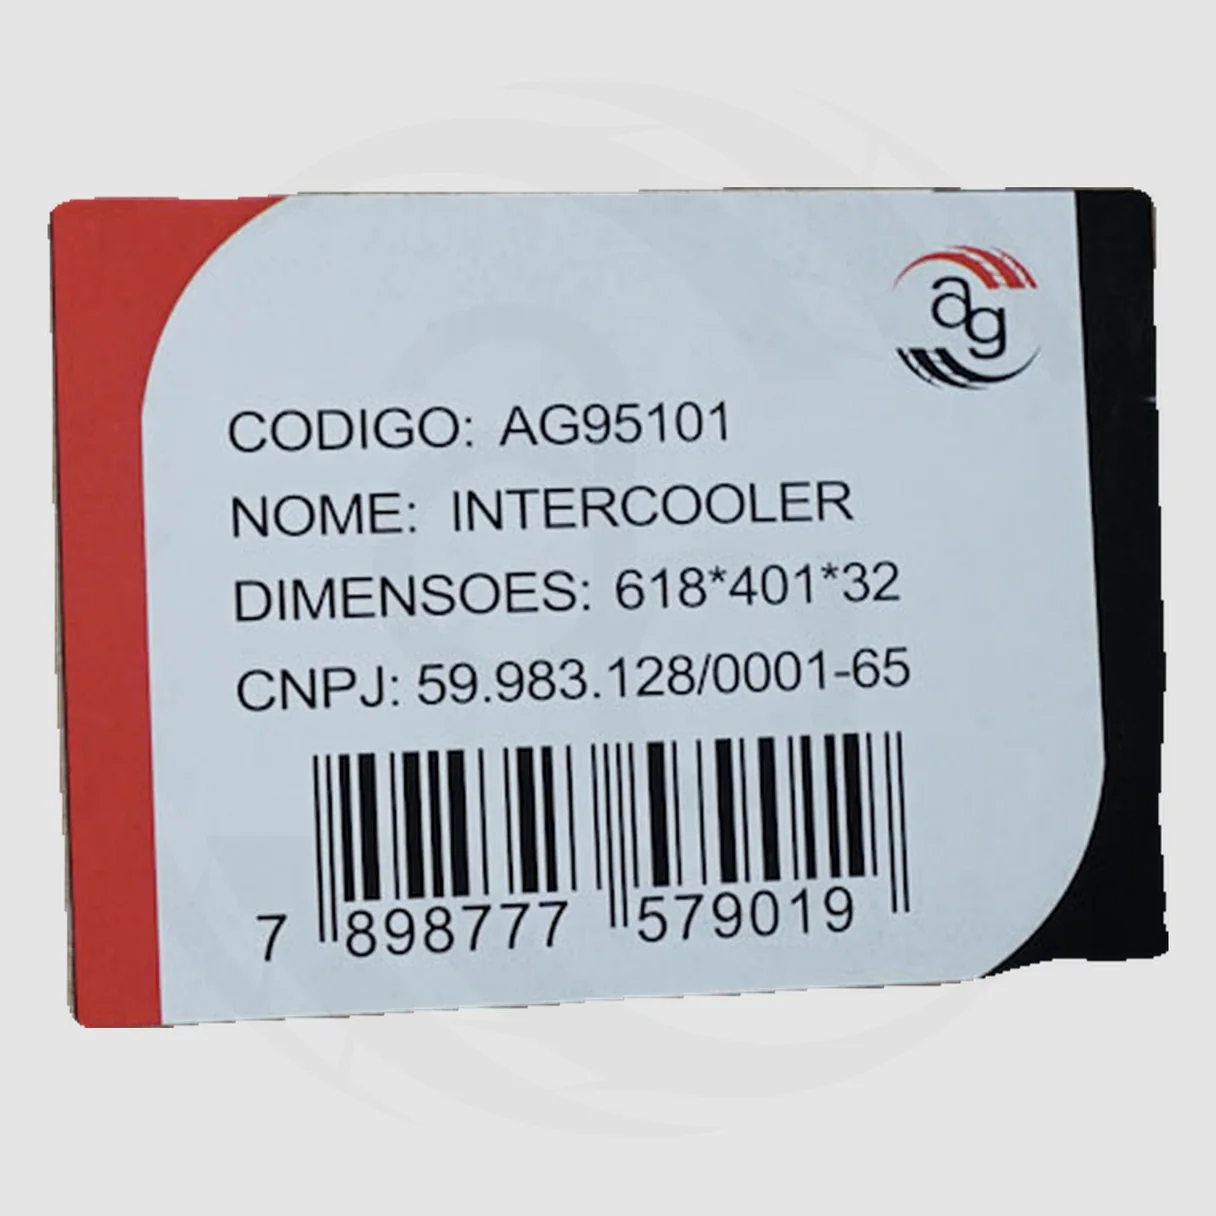 ag
CODIGO: AG95101
NOME: INTERCOOLER
DIMENSOES: 618*401*32
CNPJ: 59.983.128/0001-65
7 898777 579019